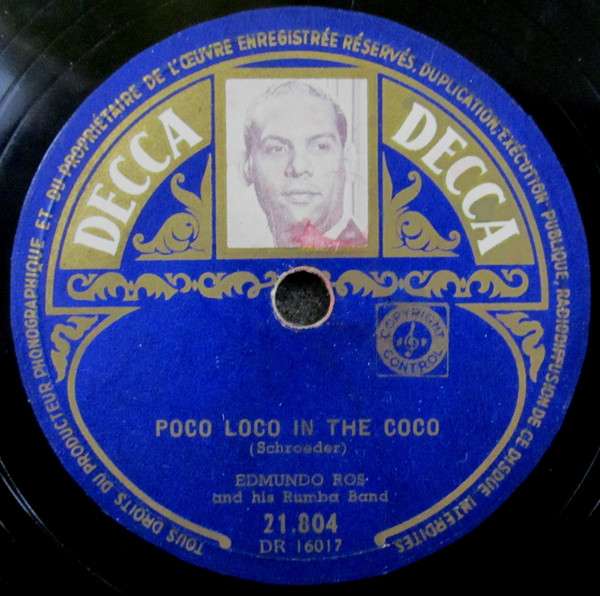 TOUS DROITS DU PRODUCTEUR PHONOGRAPHIQUE ET DU PROPRIÉTAIRE DE L'ŒUVRE ENREGISTRÉE RÉSERVÉS. DUPLICATION, EXÉCUTION PUBLIQUE, RADIODIFFUSION DE CE DISQUE INTERDITES.
DECCA
DECCA
COPYRIGHT
CONTROL
POCO LOCO IN THE COCO
(Schroeder)
EDMUNDO ROS
and his Rumba Band
21.804
DR 16017